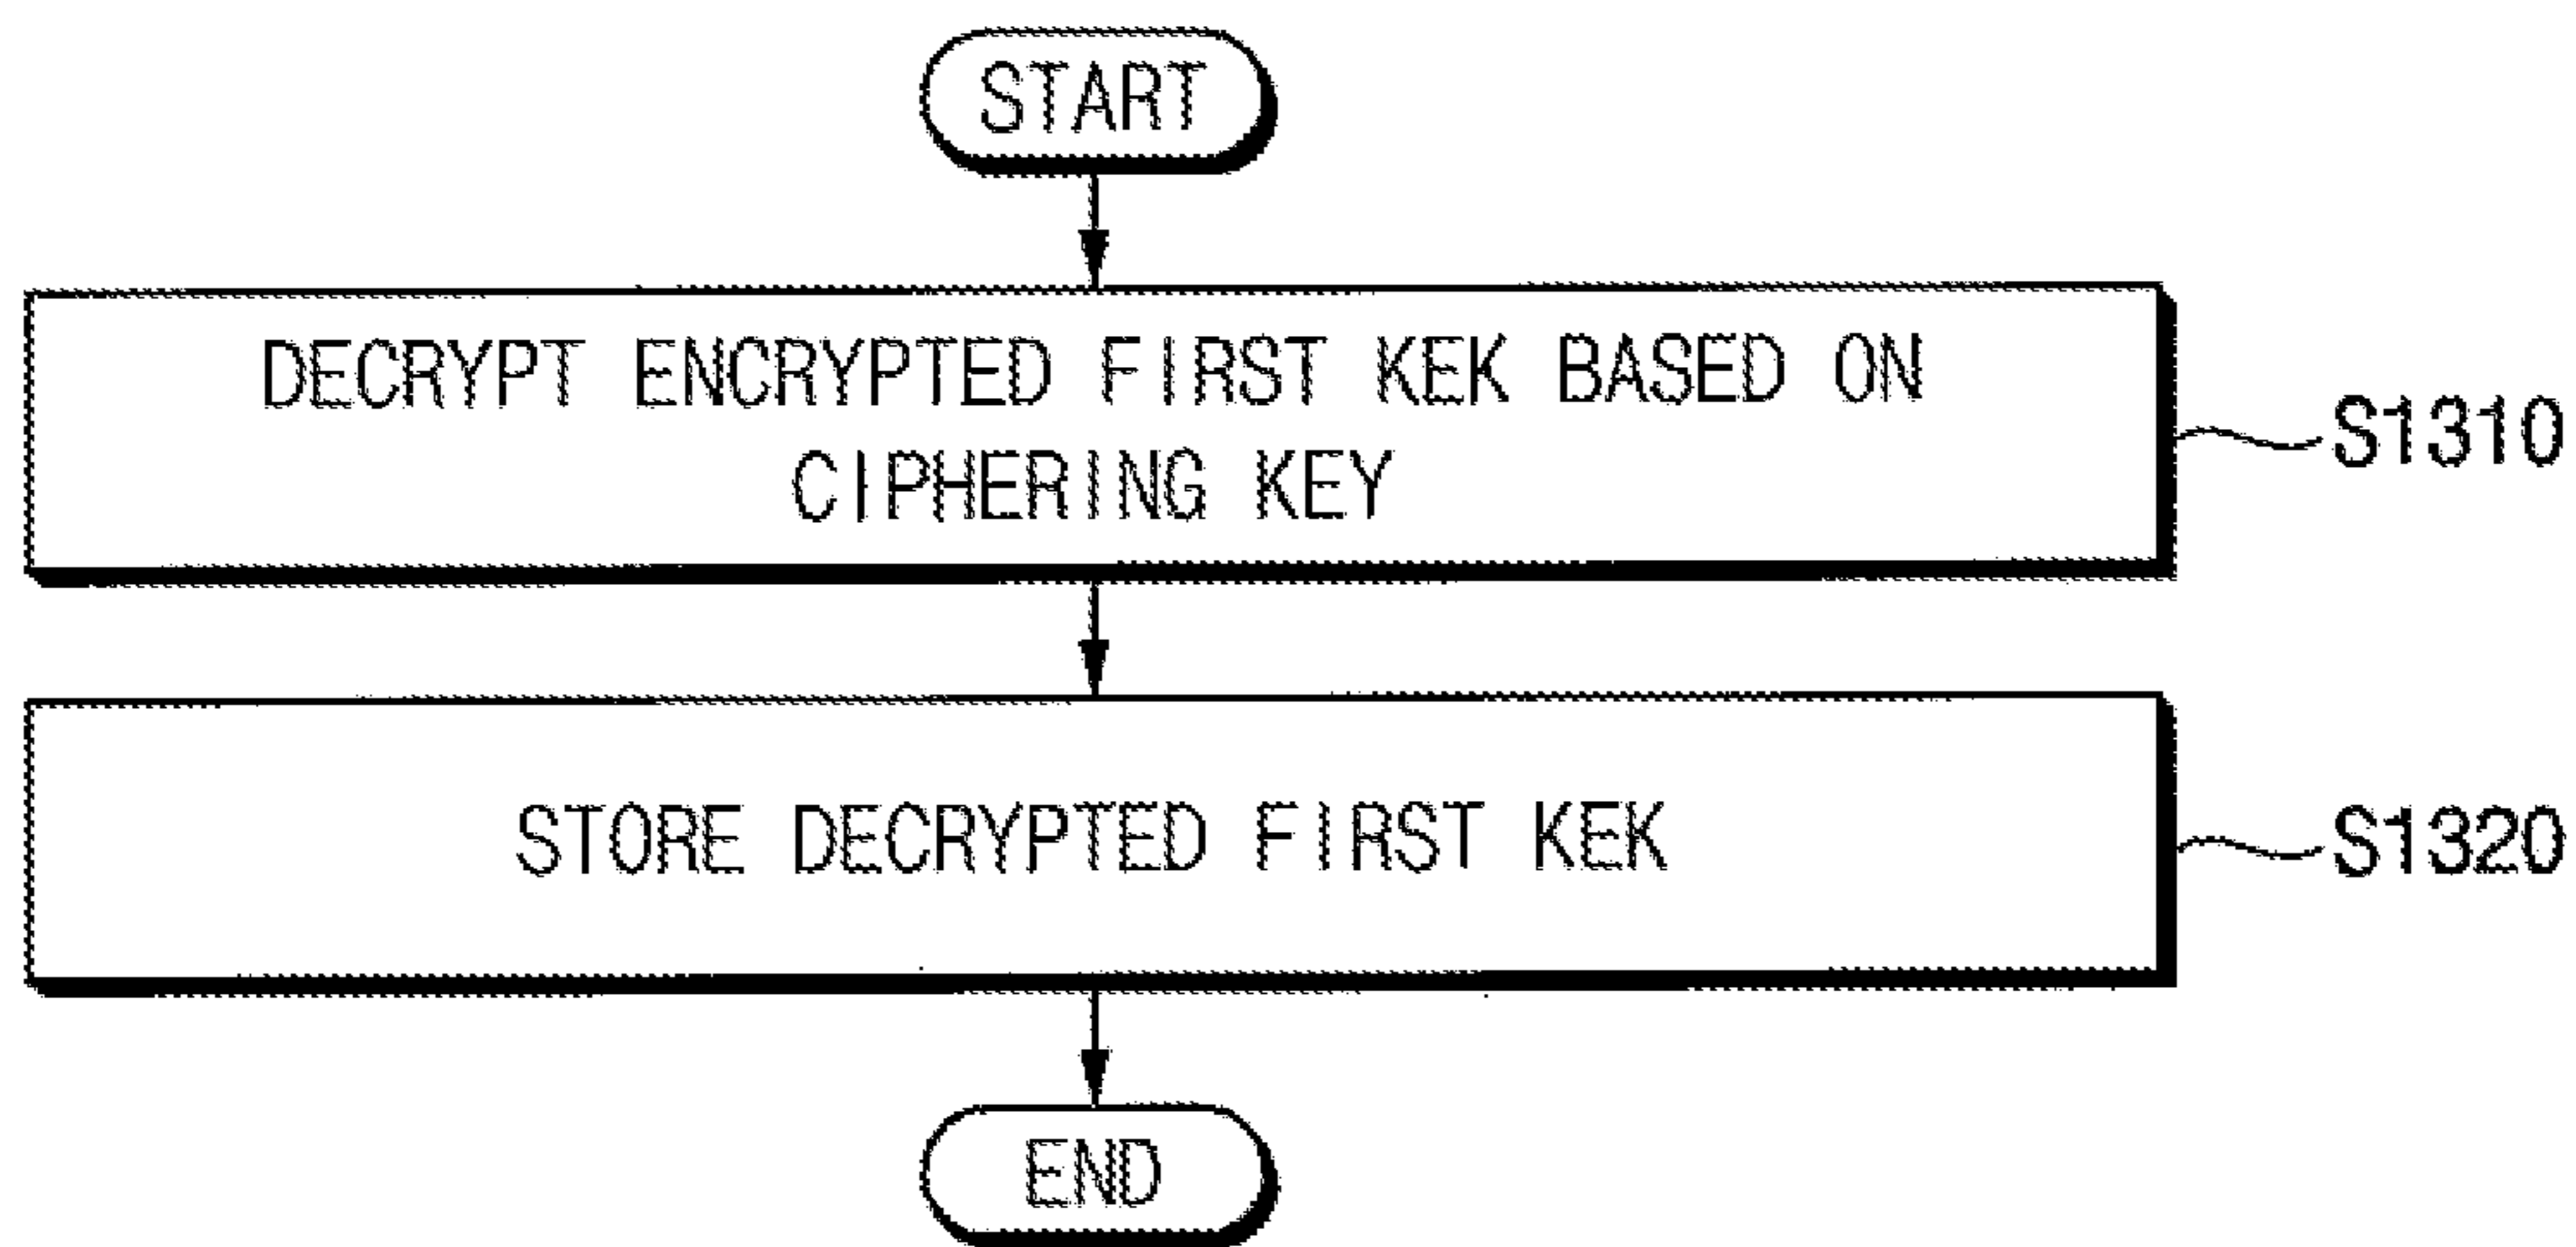 START
DECRYPT ENCRYPTED FIRST KEK BASED ON
CIPHERING KEY
S1310
STORE DECRYPTED FIRST KEK
S1320
END